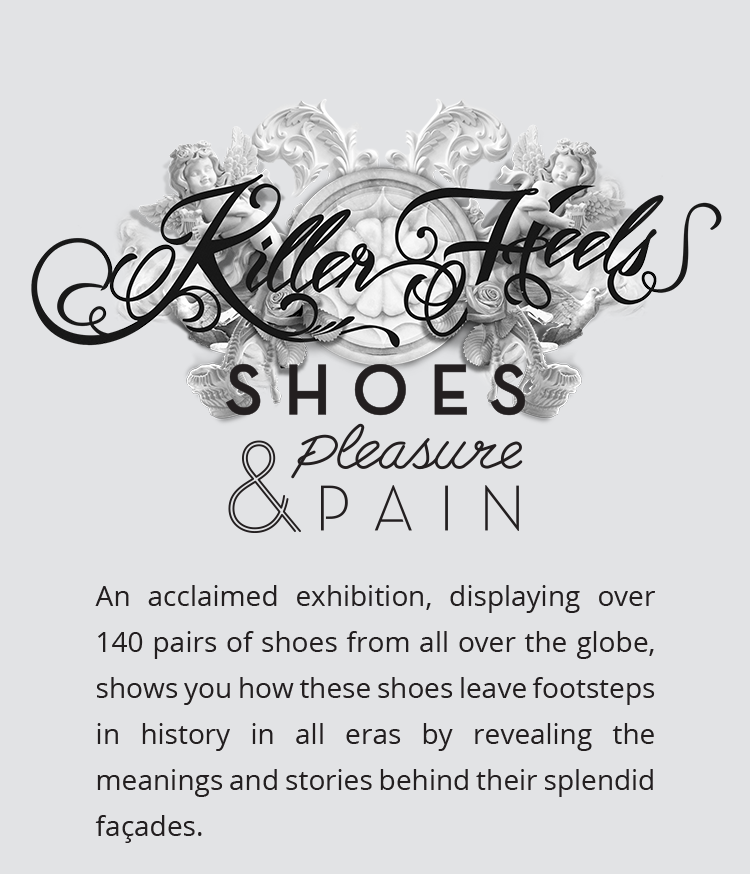 Killer Heels
SHOES
& pleasure
PAIN
An acclaimed exhibition, displaying over
140 pairs of shoes from all over the globe,
shows you how these shoes leave footsteps
in history in all eras by revealing the
meanings and stories behind their splendid
façades.